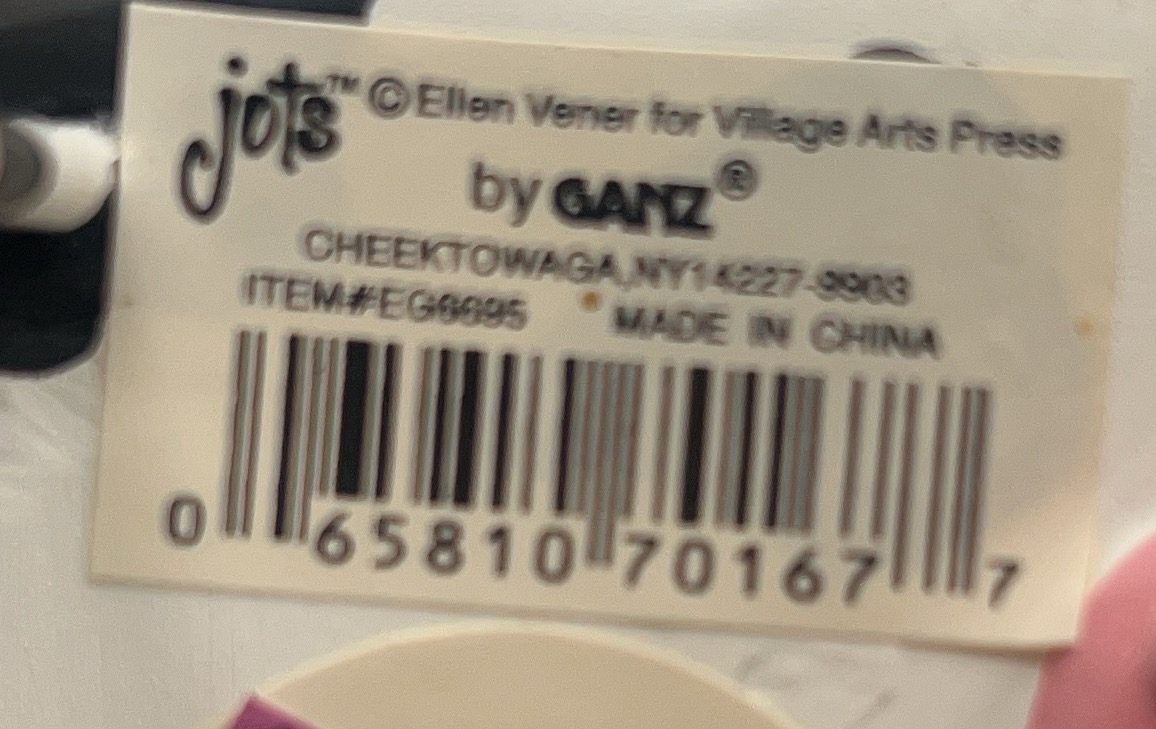 jots™ ©Ellen Vener for Village Arts Press
by GANZ®
CHEEKTOWAGA,NY14227-9903
ITEM#EG6695 MADE IN CHINA
0 65810 70167 7